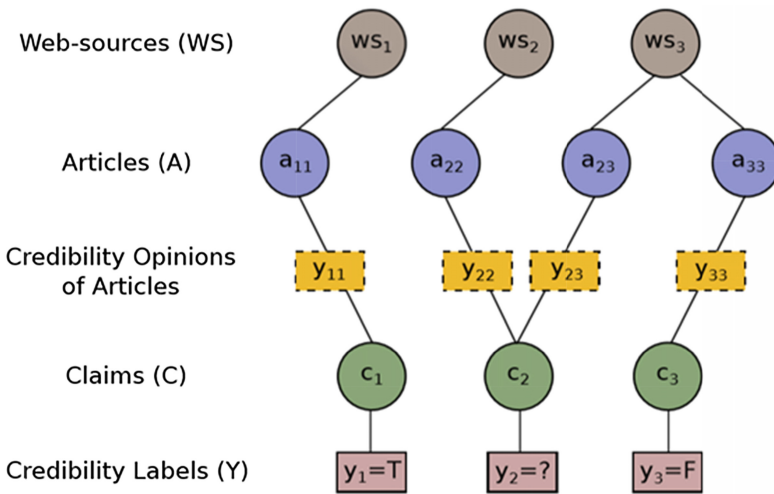 Web-sources (WS) ws₁ ws₂ ws₃
Articles (A) a₁₁ a₂₂ a₂₃ a₃₃
Credibility Opinions
of Articles
y₁₁ y₂₂ y₂₃ y₃₃
Claims (C) c₁ c₂ c₃
Credibility Labels (Y) y₁=T y₂=? y₃=F